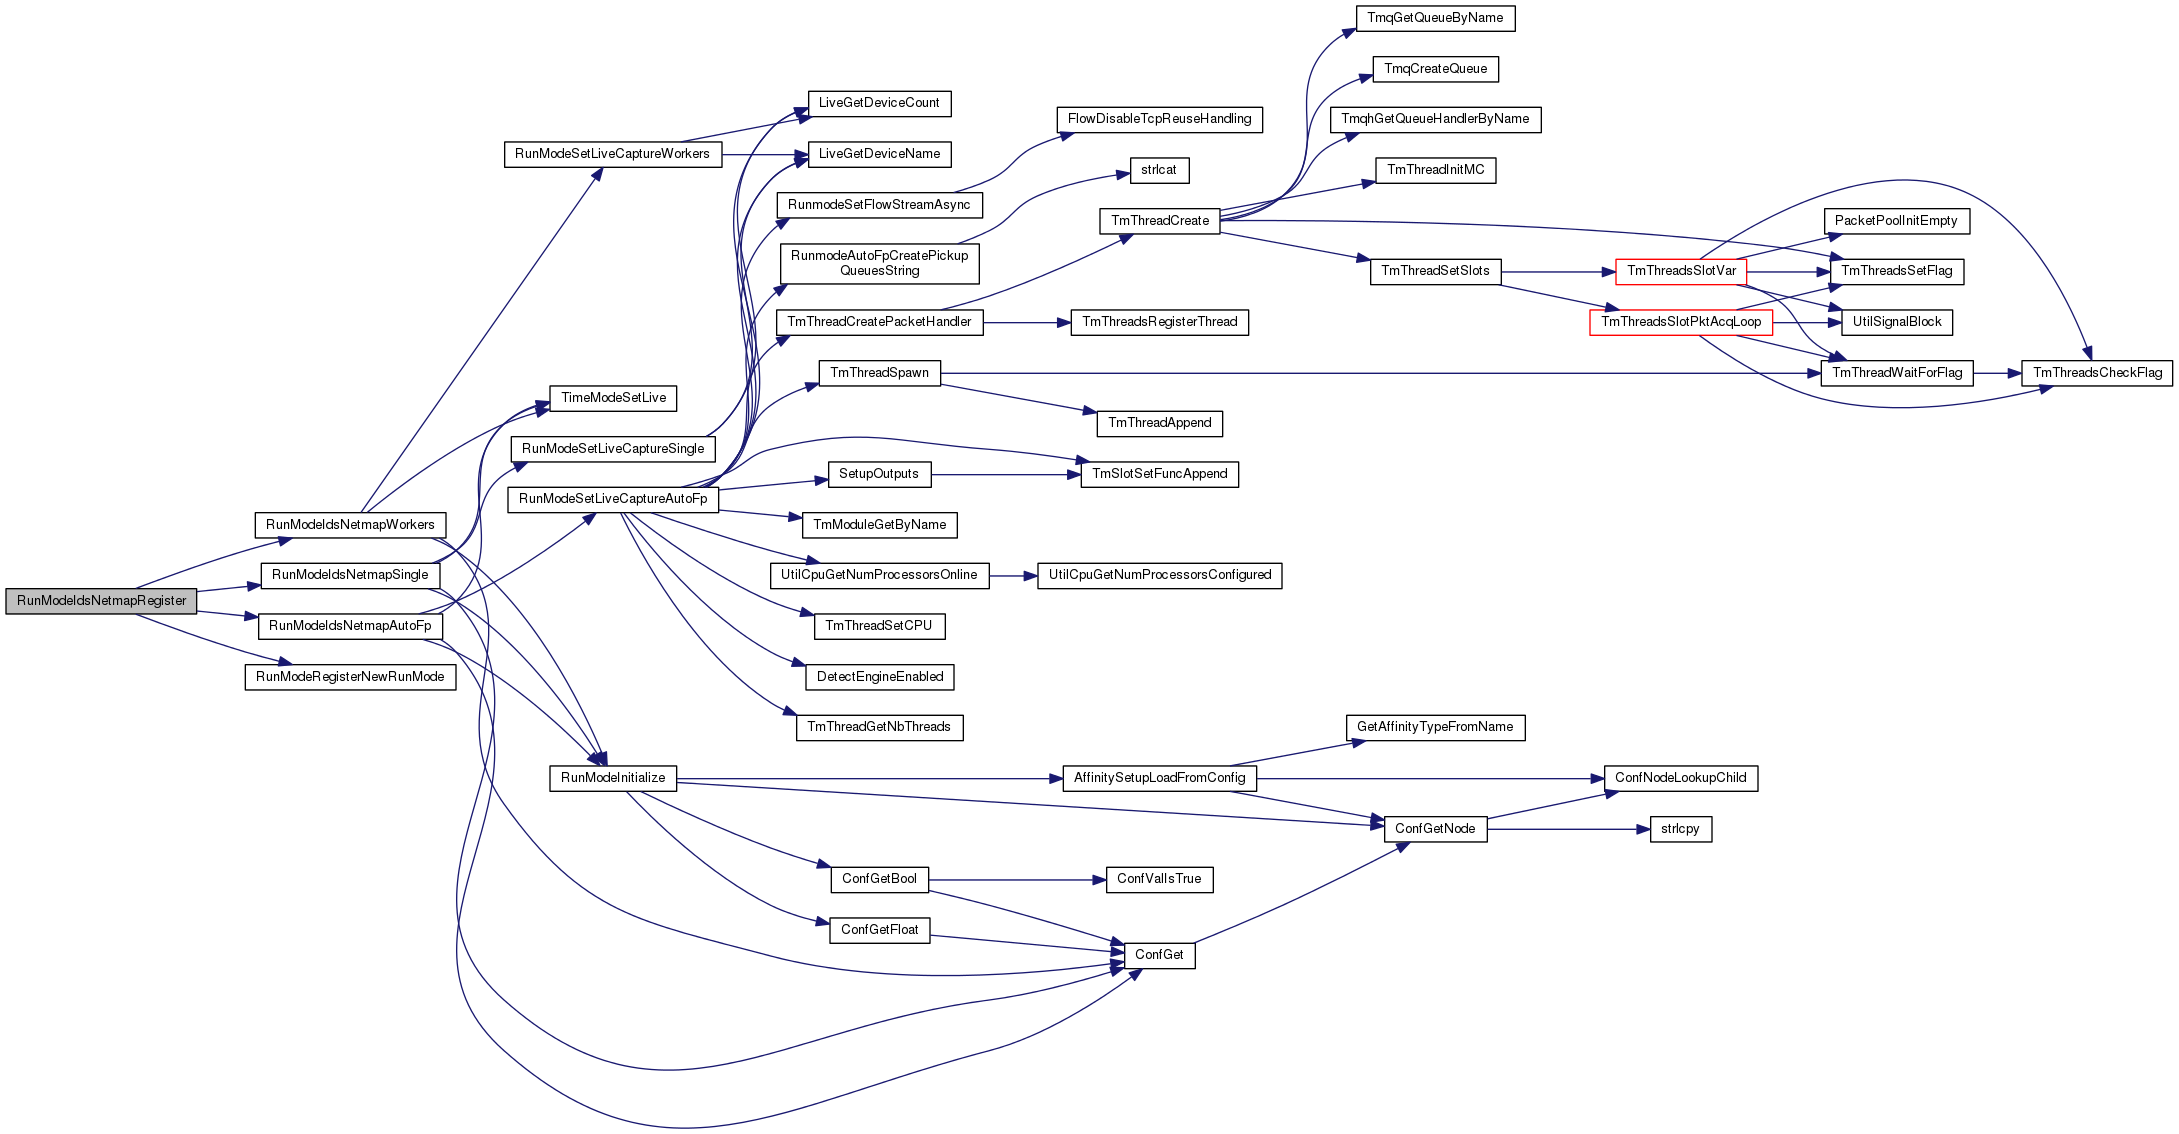 RunModeIdsNetmapRegister
RunModeIdsNetmapWorkers
RunModeIdsNetmapSingle
RunModeIdsNetmapAutoFp
RunModeRegisterNewRunMode
RunModeSetLiveCaptureWorkers
TimeModeSetLive
RunModeSetLiveCaptureSingle
RunModeSetLiveCaptureAutoFp
RunModeInitialize
LiveGetDeviceCount
LiveGetDeviceName
RunmodeSetFlowStreamAsync
RunmodeAutoFpCreatePickup
QueuesString
TmThreadCreatePacketHandler
TmThreadSpawn
SetupOutputs
TmModuleGetByName
UtilCpuGetNumProcessorsOnline
TmThreadSetCPU
DetectEngineEnabled
TmThreadGetNbThreads
ConfGetBool
ConfGetFloat
FlowDisableTcpReuseHandling
strlcat
TmThreadCreate
TmThreadsRegisterThread
TmThreadAppend
TmSlotSetFuncAppend
UtilCpuGetNumProcessorsConfigured
AffinitySetupLoadFromConfig
ConfValIsTrue
ConfGet
TmqGetQueueByName
TmqCreateQueue
TmqhGetQueueHandlerByName
TmThreadInitMC
TmThreadSetSlots
GetAffinityTypeFromName
ConfGetNode
TmThreadsSlotVar
TmThreadsSlotPktAcqLoop
ConfNodeLookupChild
strlcpy
PacketPoolInitEmpty
TmThreadsSetFlag
UtilSignalBlock
TmThreadWaitForFlag
TmThreadsCheckFlag